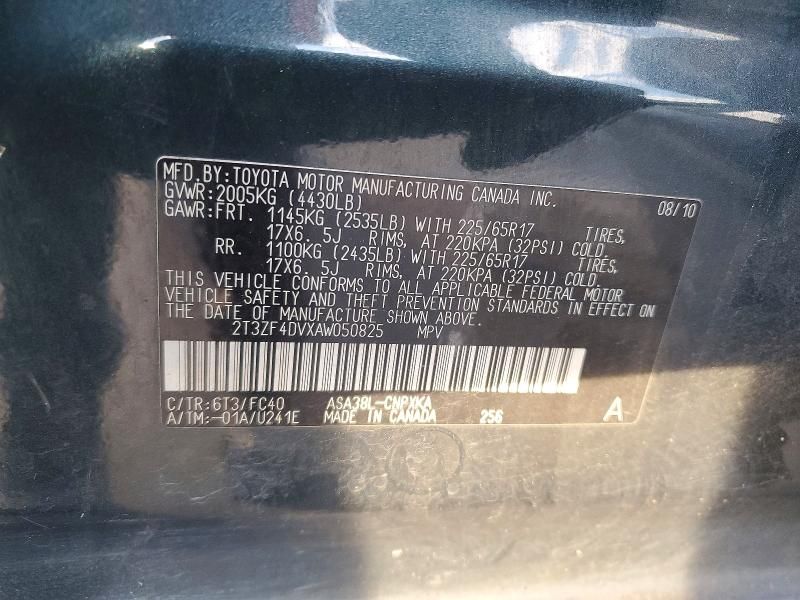 MFD.BY:TOYOTA MOTOR MANUFACTURING CANADA INC.
GVWR:2005KG (4430LB) 08/10
GAWR:FRT. 1145KG (2535LB) WITH 225/65R17 TIRES,
17X6.5J RIMS, AT 220KPA (32PSI) COLD
RR. 1100KG (2435LB) WITH 225/65R17 TIRES,
17X6.5J RIMS, AT 220KPA (32PSI) COLD.
THIS VEHICLE CONFORMS TO ALL APPLICABLE FEDERAL MOTOR
VEHICLE SAFETY AND THEFT PREVENTION STANDARDS IN EFFECT ON
THE DATE OF MANUFACTURE SHOWN ABOVE.
2T3ZF4DVXAW050825 MPV
C/TR:6T3/FC40 ASA38L-CNPXKA
A/TM:-01A/U241E MADE IN CANADA 256 A